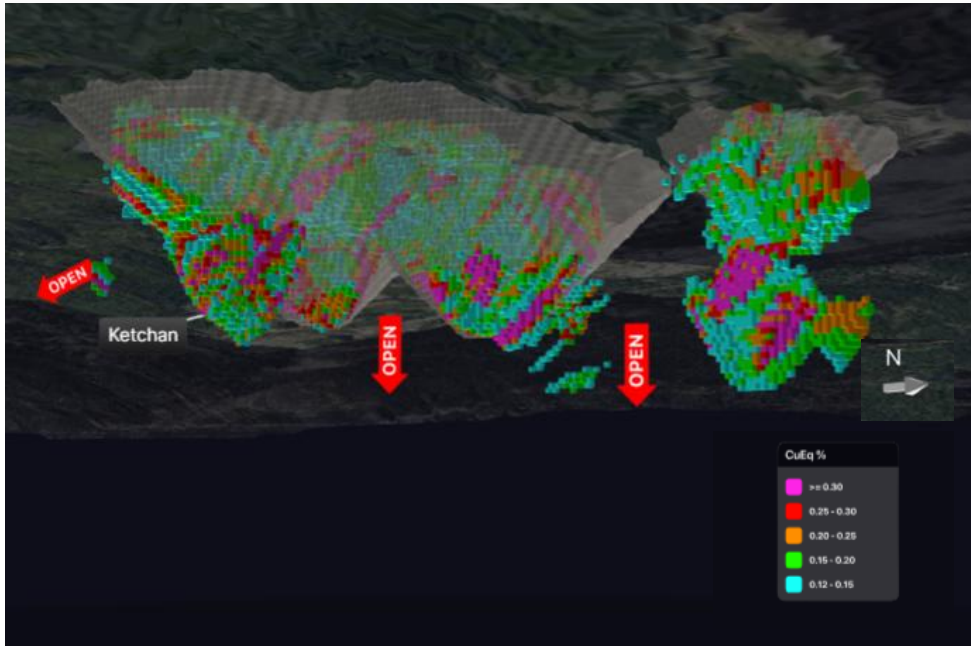 OPEN
Ketchan
OPEN
OPEN
N
CuEq %
>= 0.30
0.25 - 0.30
0.20 - 0.25
0.15 - 0.20
0.12 - 0.15